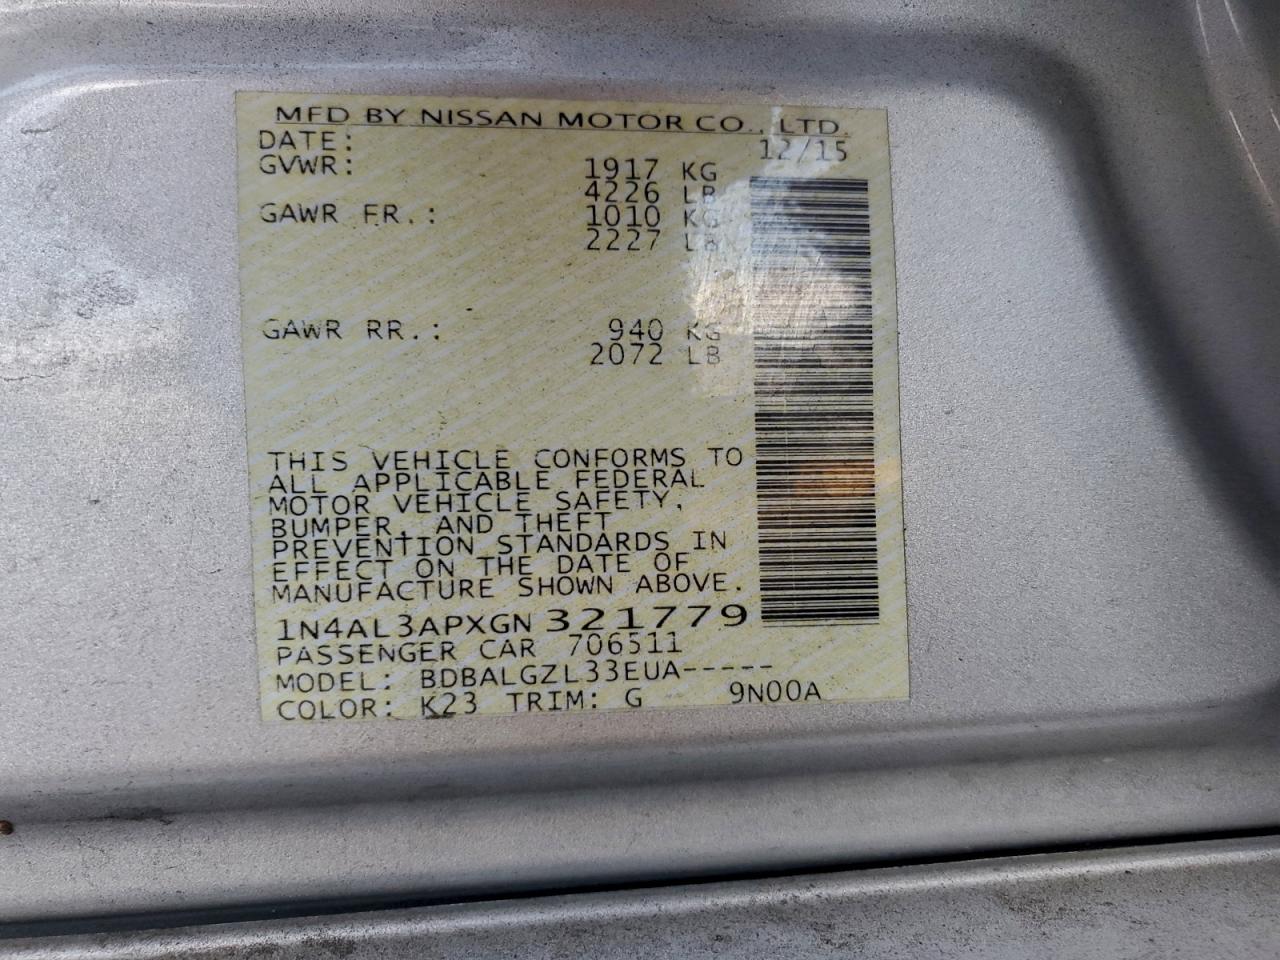 MFD BY NISSAN MOTOR CO., LTD.
DATE: 12/15
GVWR: 1917 KG
4226 LB
GAWR FR.: 1010 KG
2227 LB
GAWR RR.: 940 KG
2072 LB
THIS VEHICLE CONFORMS TO
ALL APPLICABLE FEDERAL
MOTOR VEHICLE SAFETY,
BUMPER, AND THEFT
PREVENTION STANDARDS IN
EFFECT ON THE DATE OF
MANUFACTURE SHOWN ABOVE.
1N4AL3APXGN321779
PASSENGER CAR 706511
MODEL: BDBALGZL33EUA-----
COLOR: K23 TRIM: G 9N00A